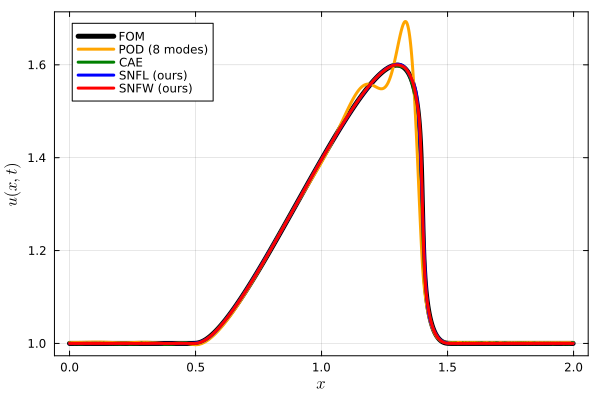 FOM
POD (8 modes)
CAE
SNFL (ours)
SNFW (ours)
u(x, t)
1.6
1.4
1.2
1.0
0.0 0.5 1.0 1.5 2.0
x